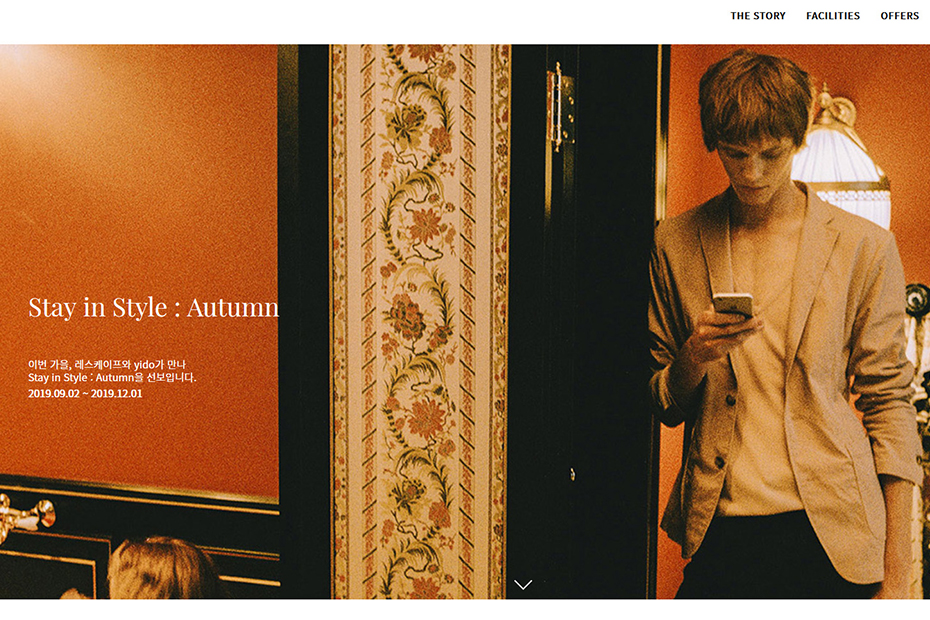 THE STORY FACILITIES OFFERS
Stay in Style : Autumn
이번 가을, 레스케이프와 yido가 만나
Stay in Style : Autumn을 선보입니다.
2019.09.02 ~ 2019.12.01